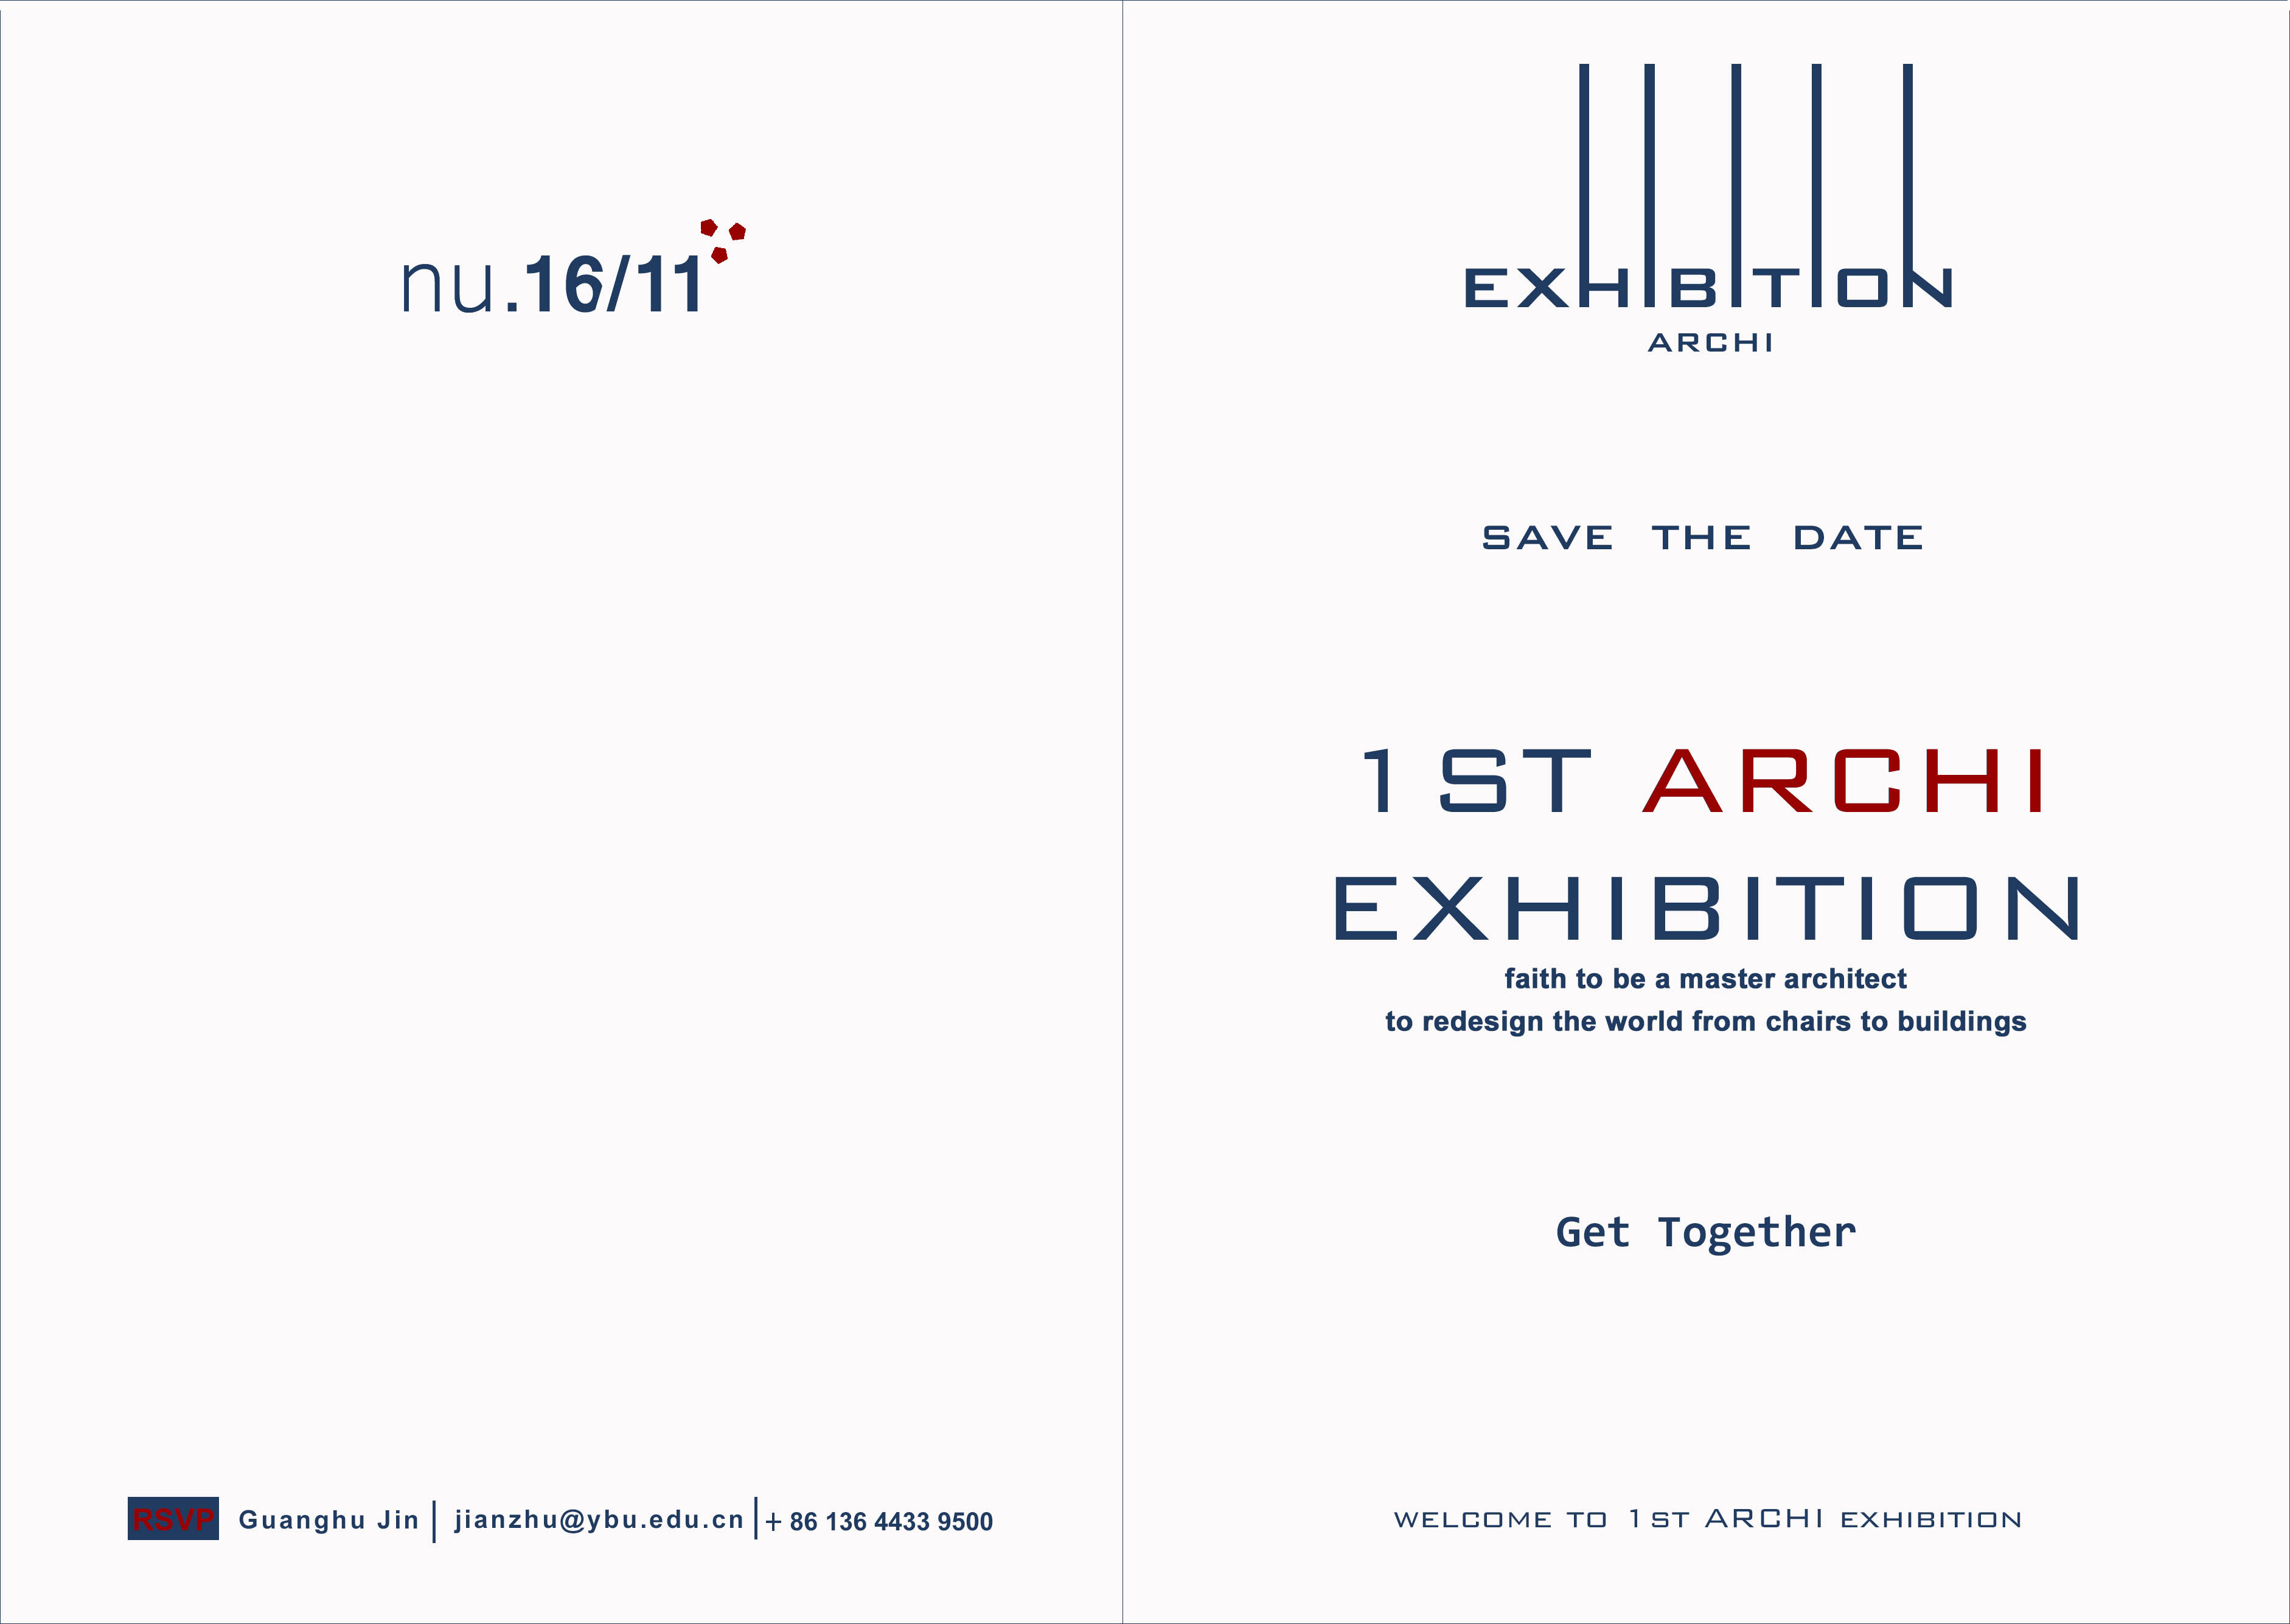 nu.16/11
RSVP Guanghu Jin | jianzhu@ybu.edu.cn | + 86 136 4433 9500
EXHIBITION
ARCHI
SAVE THE DATE
1ST ARCHI
EXHIBITION
faith to be a master architect
to redesign the world from chairs to buildings
Get Together
WELCOME TO 1ST ARCHI EXHIBITION